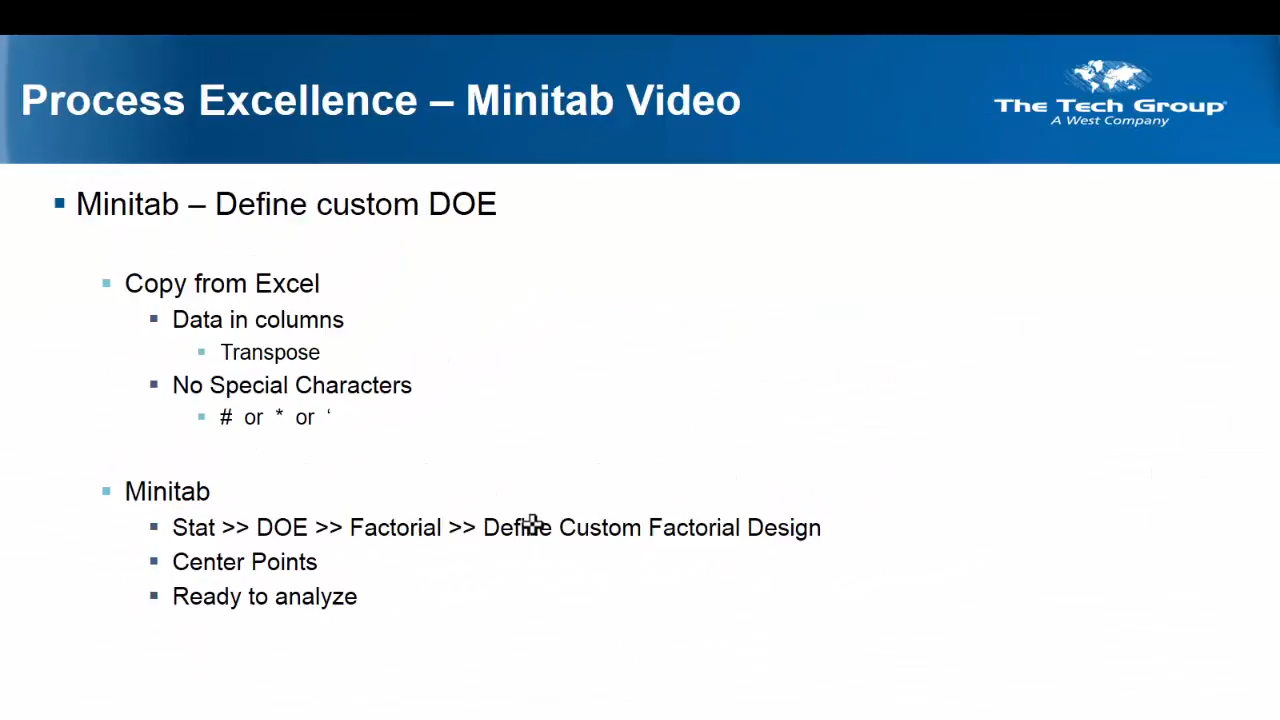 Process Excellence – Minitab Video
The Tech Group
A West Company
Minitab – Define custom DOE
Copy from Excel
Data in columns
Transpose
No Special Characters
# or * or ‘
Minitab
Stat >> DOE >> Factorial >> Define Custom Factorial Design
Center Points
Ready to analyze